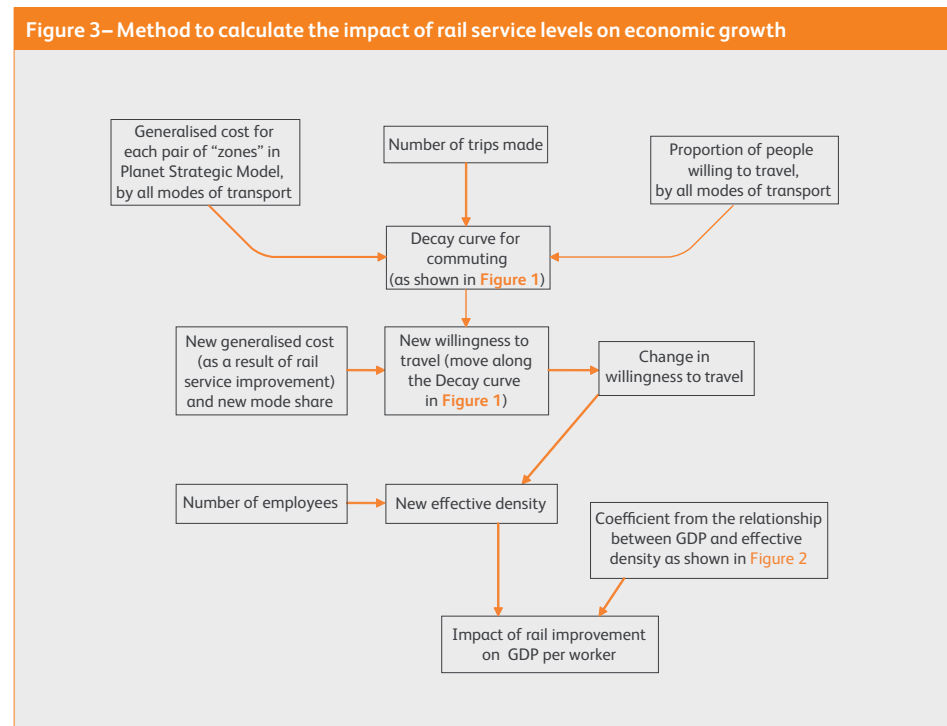 Figure 3– Method to calculate the impact of rail service levels on economic growth
Generalised cost for
each pair of “zones” in
Planet Strategic Model,
by all modes of transport
Number of trips made
Proportion of people
willing to travel,
by all modes of transport
Decay curve for
commuting
(as shown in Figure 1)
New generalised cost
(as a result of rail
service improvement)
and new mode share
New willingness to
travel (move along
the Decay curve
in Figure 1)
Change in
willingness to travel
Number of employees
New effective density
Coefficient from the relationship
between GDP and effective
density as shown in Figure 2
Impact of rail improvement
on GDP per worker